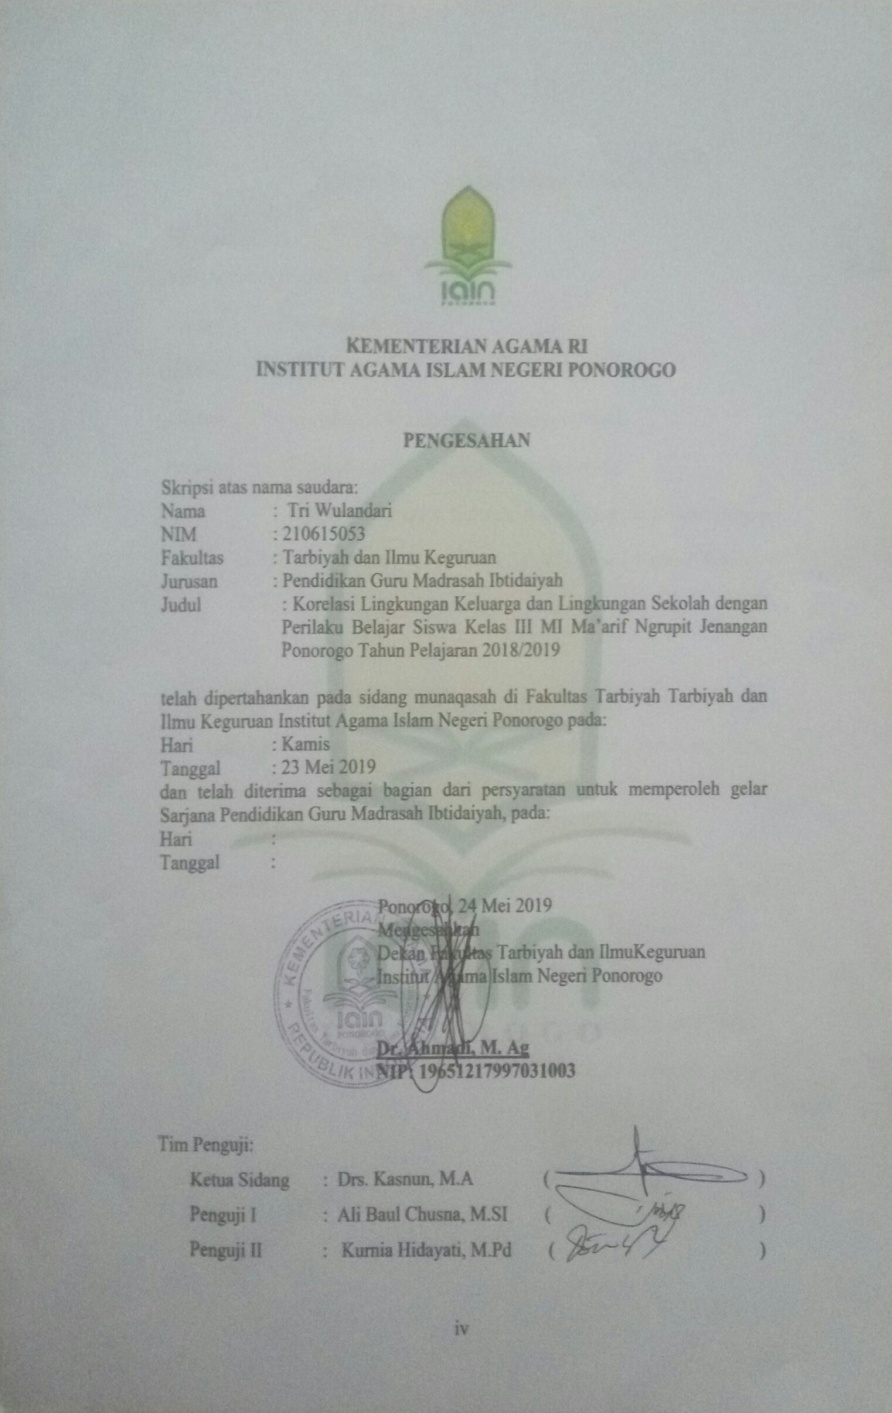 iain
PONOROGO
KEMENTERIAN AGAMA RI
INSTITUT AGAMA ISLAM NEGERI PONOROGO
PENGESAHAN
Skripsi atas nama saudara:
Nama : Tri Wulandari
NIM : 210615053
Fakultas : Tarbiyah dan Ilmu Keguruan
Jurusan : Pendidikan Guru Madrasah Ibtidaiyah
Judul : Korelasi Lingkungan Keluarga dan Lingkungan Sekolah dengan
Perilaku Belajar Siswa Kelas III MI Ma'arif Ngrupit Jenangan
Ponorogo Tahun Pelajaran 2018/2019
telah dipertahankan pada sidang munaqasah di Fakultas Tarbiyah Tarbiyah dan
Ilmu Keguruan Institut Agama Islam Negeri Ponorogo pada:
Hari : Kamis
Tanggal : 23 Mei 2019
dan telah diterima sebagai bagian dari persyaratan untuk memperoleh gelar
Sarjana Pendidikan Guru Madrasah Ibtidaiyah, pada:
Hari :
Tanggal :
Ponorogo, 24 Mei 2019
Mengesahkan
Dekan Fakultas Tarbiyah dan IlmuKeguruan
Institut Agama Islam Negeri Ponorogo
KEMENTERIAN
iain
REPUBLIK
Dr. Ahmadi, M. Ag
NIP. 19651217997031003
Tim Penguji:
Ketua Sidang : Drs. Kasnun, M.A ( )
Penguji I : Ali Baul Chusna, M.SI ( )
Penguji II : Kurnia Hidayati, M.Pd ( )
iv